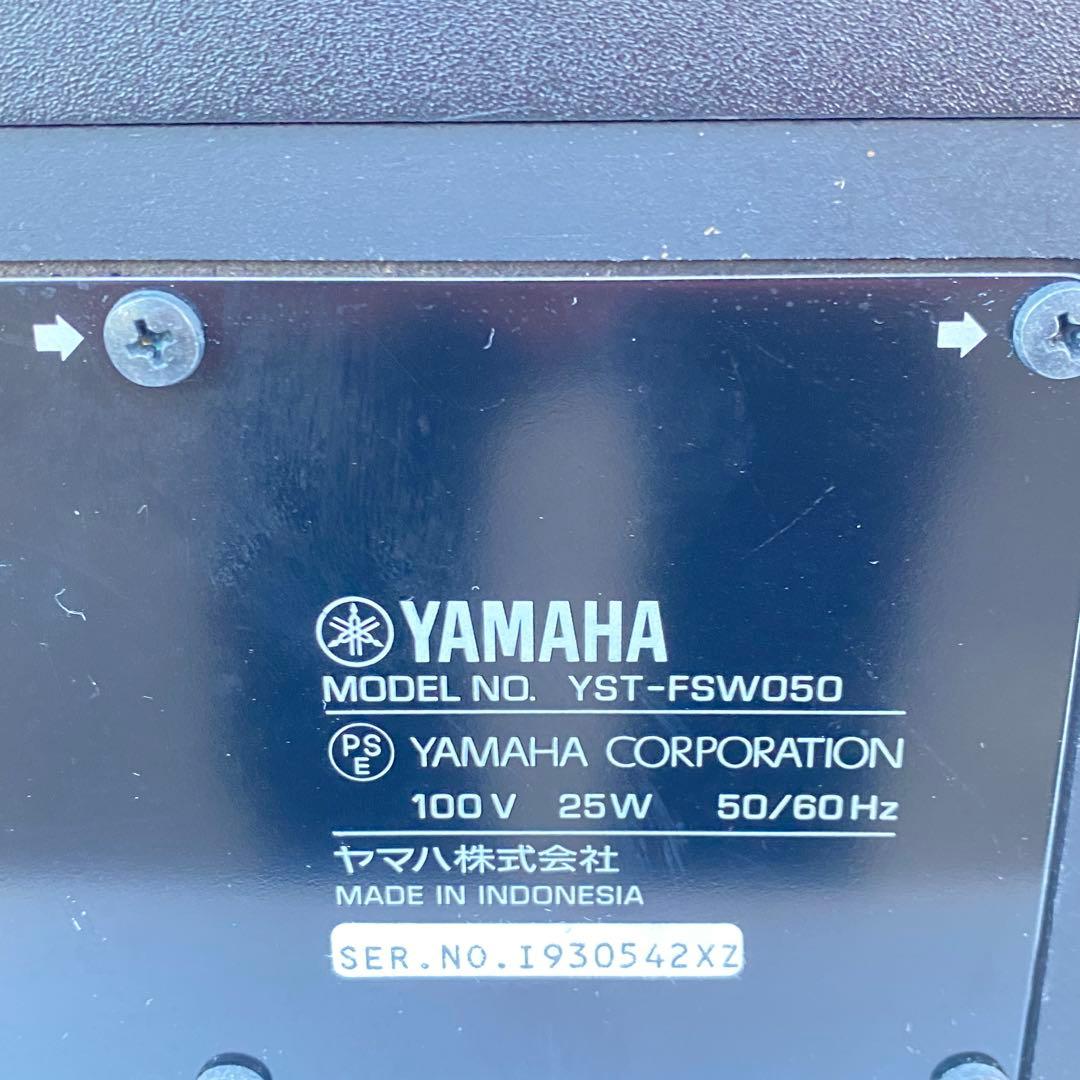 YAMAHA
MODEL NO. YST-FSW050
PSE YAMAHA CORPORATION
100V 25W 50/60Hz
ヤマハ株式会社
MADE IN INDONESIA
SER.NO.I930542XZ